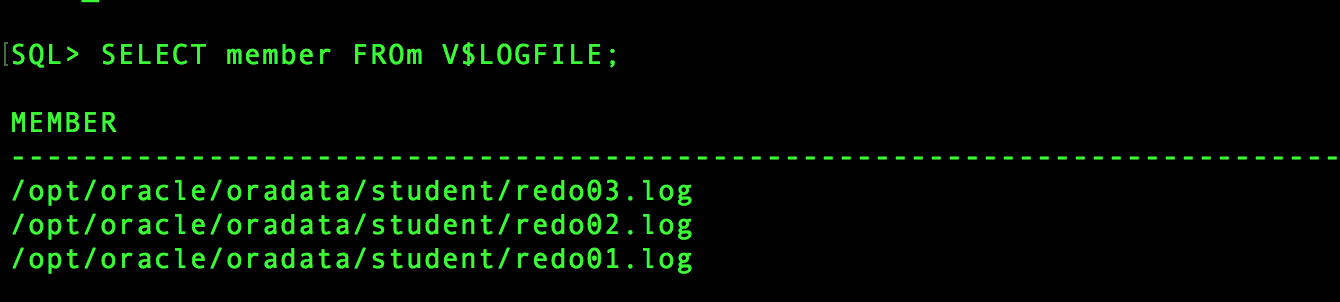 SQL> SELECT member FROm V$LOGFILE;
MEMBER
--------------------------------------------------------------------------------
/opt/oracle/oradata/student/redo03.log
/opt/oracle/oradata/student/redo02.log
/opt/oracle/oradata/student/redo01.log